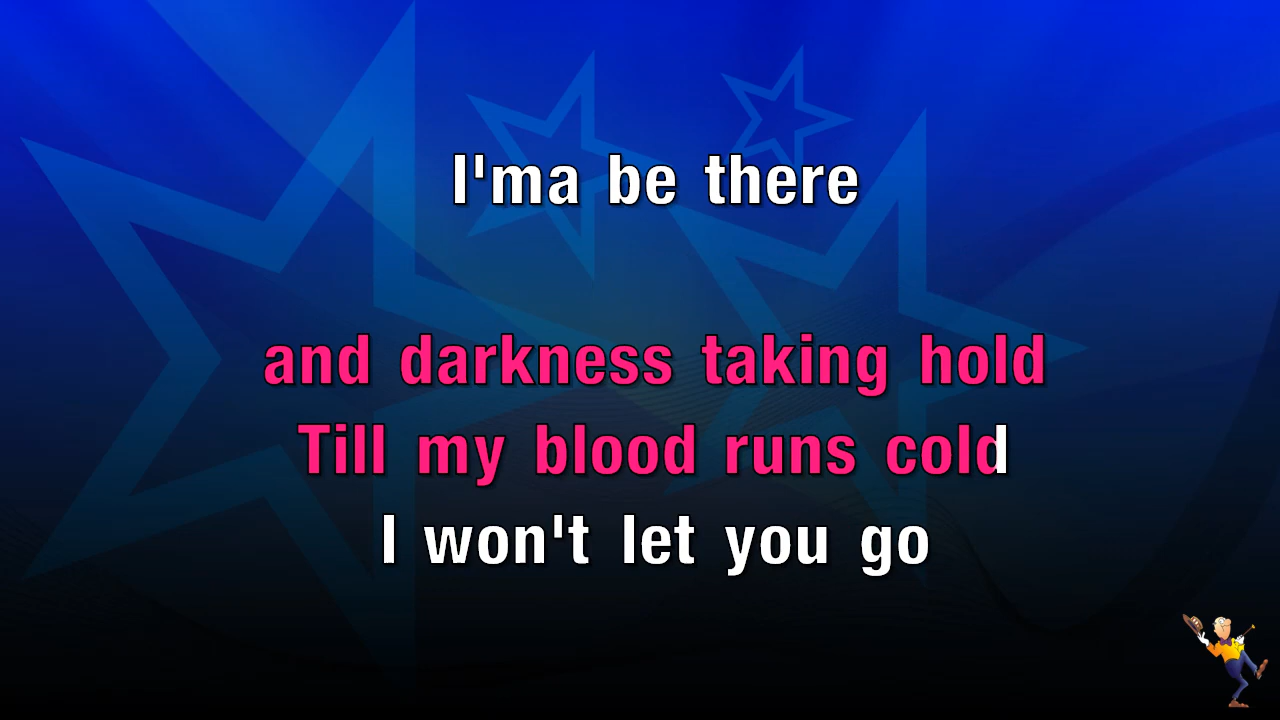 I'ma be there
and darkness taking hold
Till my blood runs cold
I won't let you go